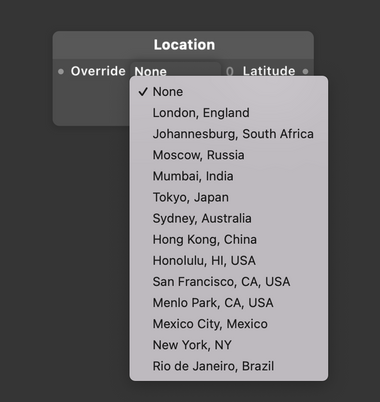 Location
Override None 0 Latitude
None
London, England
Johannesburg, South Africa
Moscow, Russia
Mumbai, India
Tokyo, Japan
Sydney, Australia
Hong Kong, China
Honolulu, HI, USA
San Francisco, CA, USA
Menlo Park, CA, USA
Mexico City, Mexico
New York, NY
Rio de Janeiro, Brazil